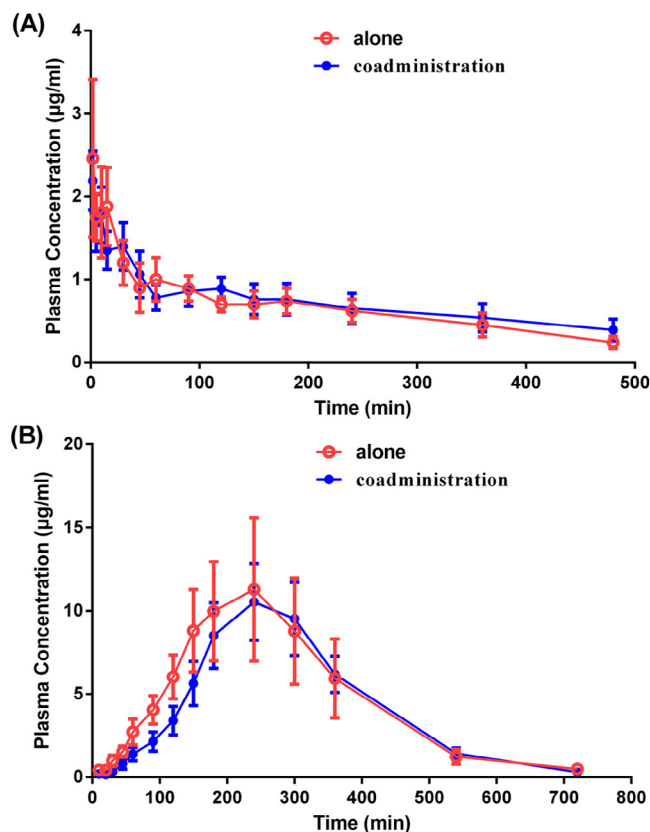 (A)
alone
coadministration
Plasma Concentration (µg/ml)
4
3
2
1
0
0 100 200 300 400 500
Time (min)
(B)
alone
coadministration
Plasma Concentration (µg/ml)
20
15
10
5
0
0 100 200 300 400 500 600 700 800
Time (min)